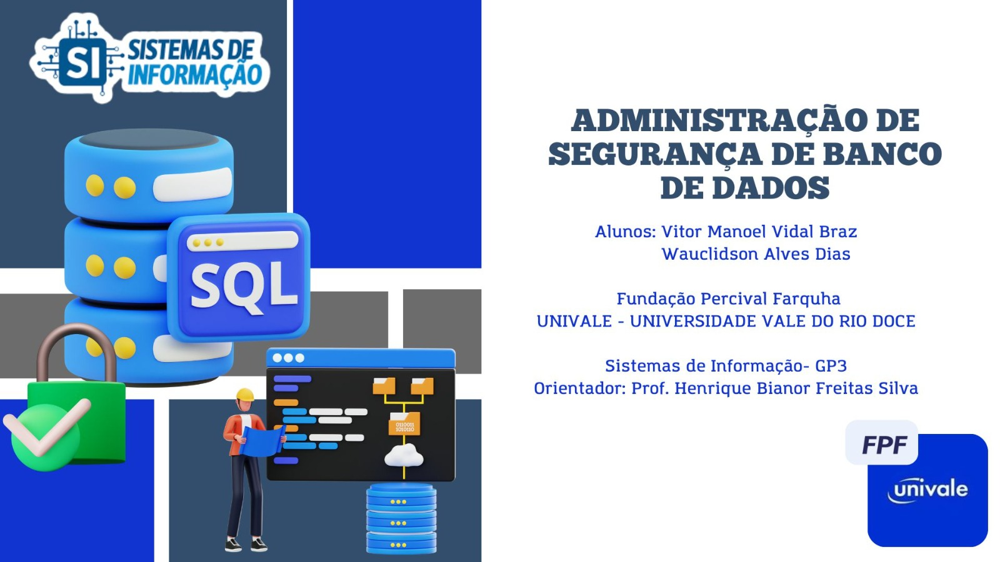 SI
SISTEMAS DE
INFORMAÇÃO
SQL
0110011
1010110
ADMINISTRAÇÃO DE
SEGURANÇA DE BANCO
DE DADOS
Alunos: Vitor Manoel Vidal Braz
Wauclidson Alves Dias
Fundação Percival Farquha
UNIVALE - UNIVERSIDADE VALE DO RIO DOCE
Sistemas de Informação- GP3
Orientador: Prof. Henrique Bianor Freitas Silva
FPF
univale